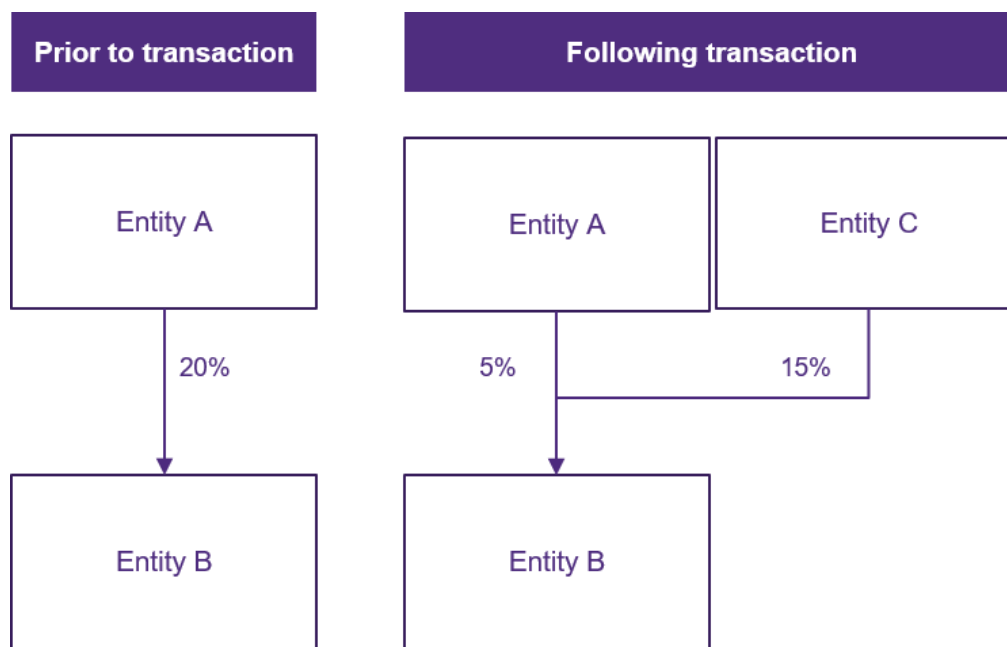 Prior to transaction
Following transaction
Entity A
Entity A
Entity C
20%
5%
15%
Entity B
Entity B